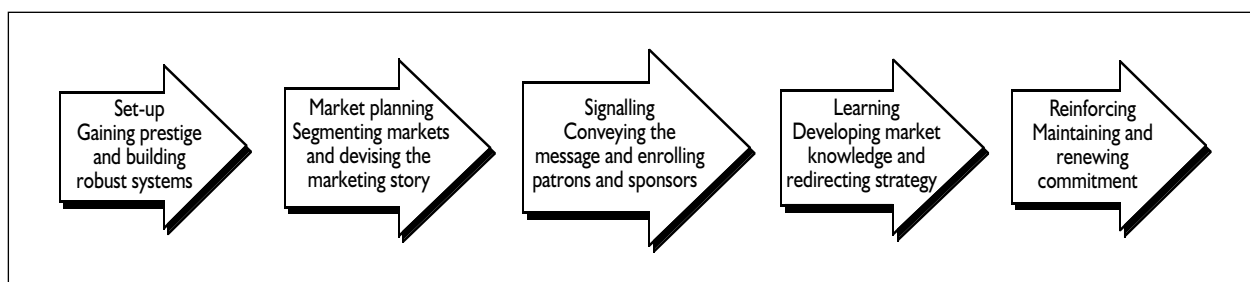 Set-up
Gaining prestige
and building
robust systems
Market planning
Segmenting markets
and devising the
marketing story
Signalling
Conveying the
message and enrolling
patrons and sponsors
Learning
Developing market
knowledge and
redirecting strategy
Reinforcing
Maintaining and
renewing
commitment